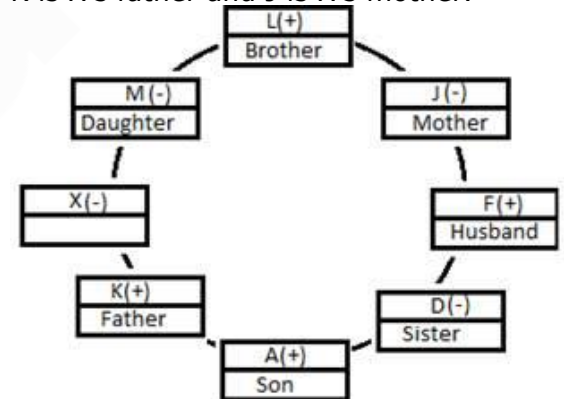 L(+)
Brother
M (-)
Daughter
J (-)
Mother
X(-)
F(+)
Husband
K(+)
Father
D(-)
Sister
A(+)
Son